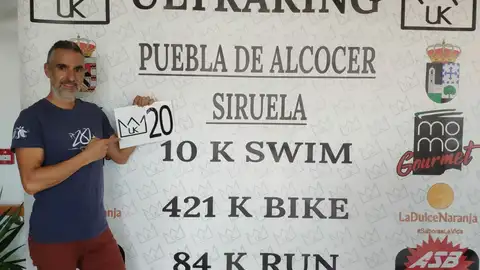 ULTRAKING
UK
UK
PUEBLA DE ALCOCER
SIRUELA
UK 20
10 K SWIM
421 K BIKE
84 K RUN
MOMO
Gourmet
LaDulceNaranja
ASB